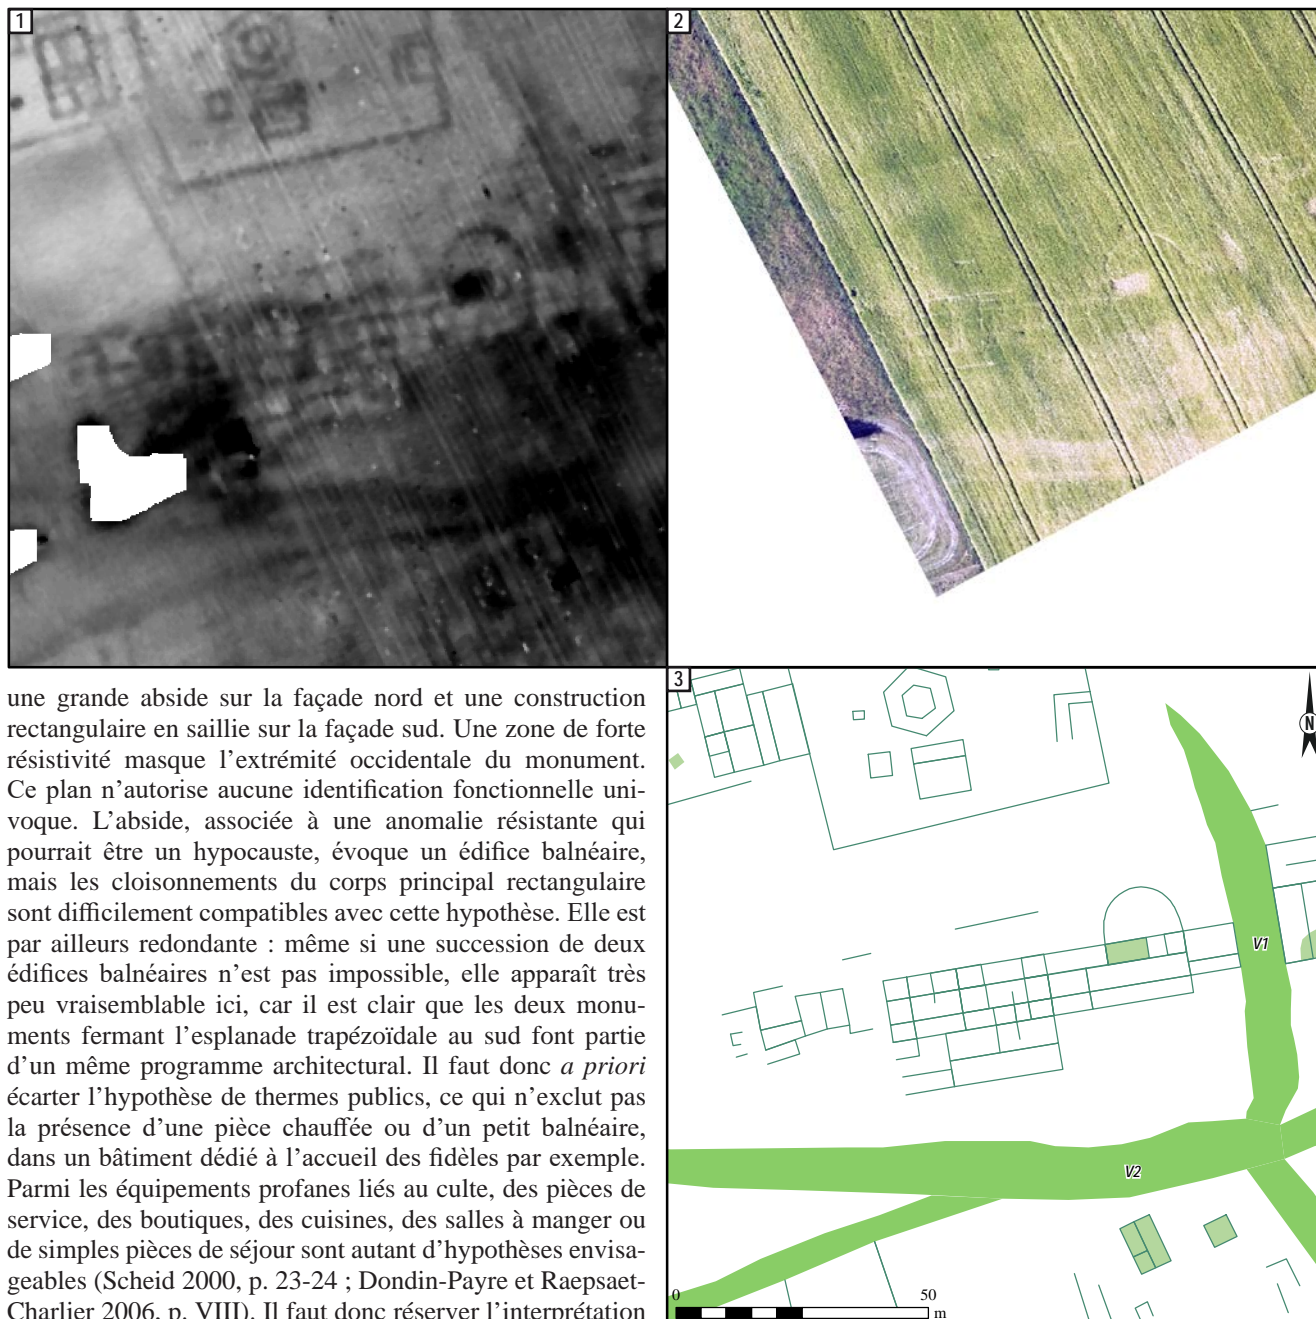 1
2
une grande abside sur la façade nord et une construction
rectangulaire en saillie sur la façade sud. Une zone de forte
résistivité masque l'extrémité occidentale du monument.
Ce plan n'autorise aucune identification fonctionnelle uni-
voque. L'abside, associée à une anomalie résistante qui
pourrait être un hypocauste, évoque un édifice balnéaire,
mais les cloisonnements du corps principal rectangulaire
sont difficilement compatibles avec cette hypothèse. Elle est
par ailleurs redondante : même si une succession de deux
édifices balnéaires n'est pas impossible, elle apparaît très
peu vraisemblable ici, car il est clair que les deux monu-
ments fermant l'esplanade trapézoïdale au sud font partie
d'un même programme architectural. Il faut donc a priori
écarter l'hypothèse de thermes publics, ce qui n'exclut pas
la présence d'une pièce chauffée ou d'un petit balnéaire,
dans un bâtiment dédié à l'accueil des fidèles par exemple.
Parmi les équipements profanes liés au culte, des pièces de
service, des boutiques, des cuisines, des salles à manger ou
de simples pièces de séjour sont autant d'hypothèses envisa-
geables (Scheid 2000, p. 23-24 ; Dondin-Payre et Raepsaet-
Charlier 2006, p. VIII). Il faut donc réserver l'interprétation
3
N
V1
V2
0 50
m